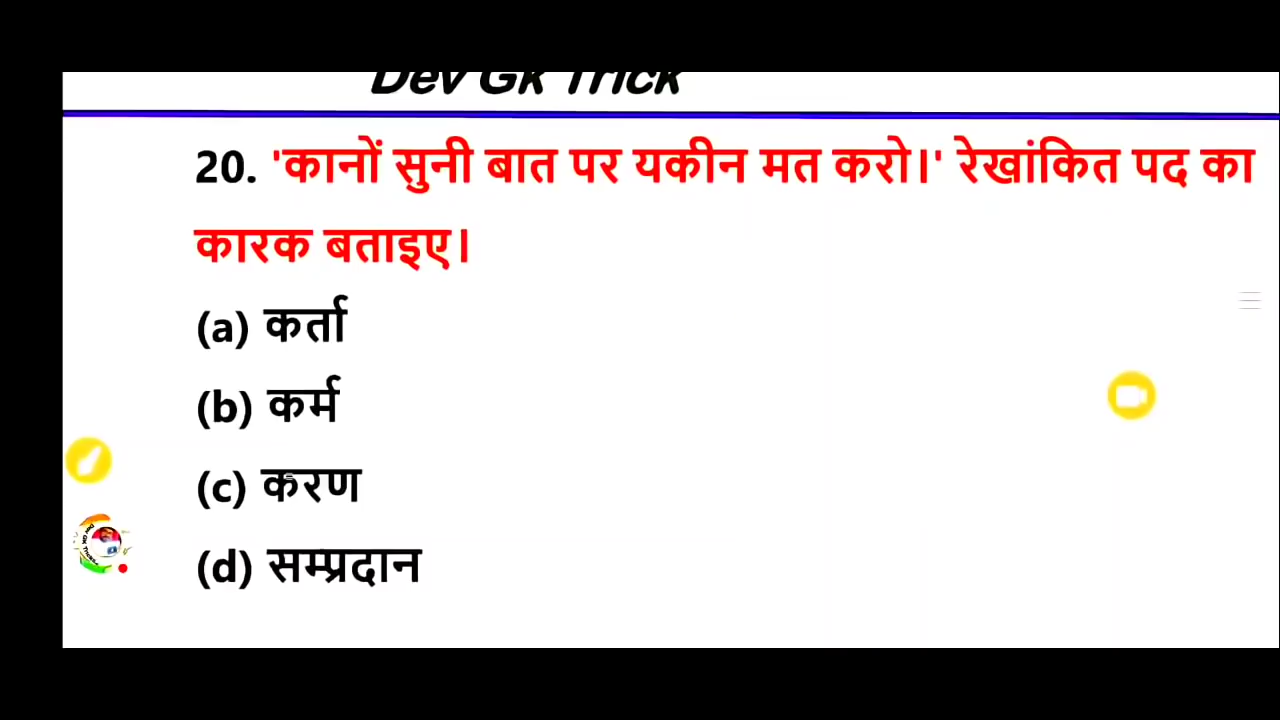 Dev Gk Trick
20. 'कानों सुनी बात पर यकीन मत करो।' रेखांकित पद का
कारक बताइए।
(a) कर्ता
(b) कर्म
(c) करण
(d) सम्प्रदान